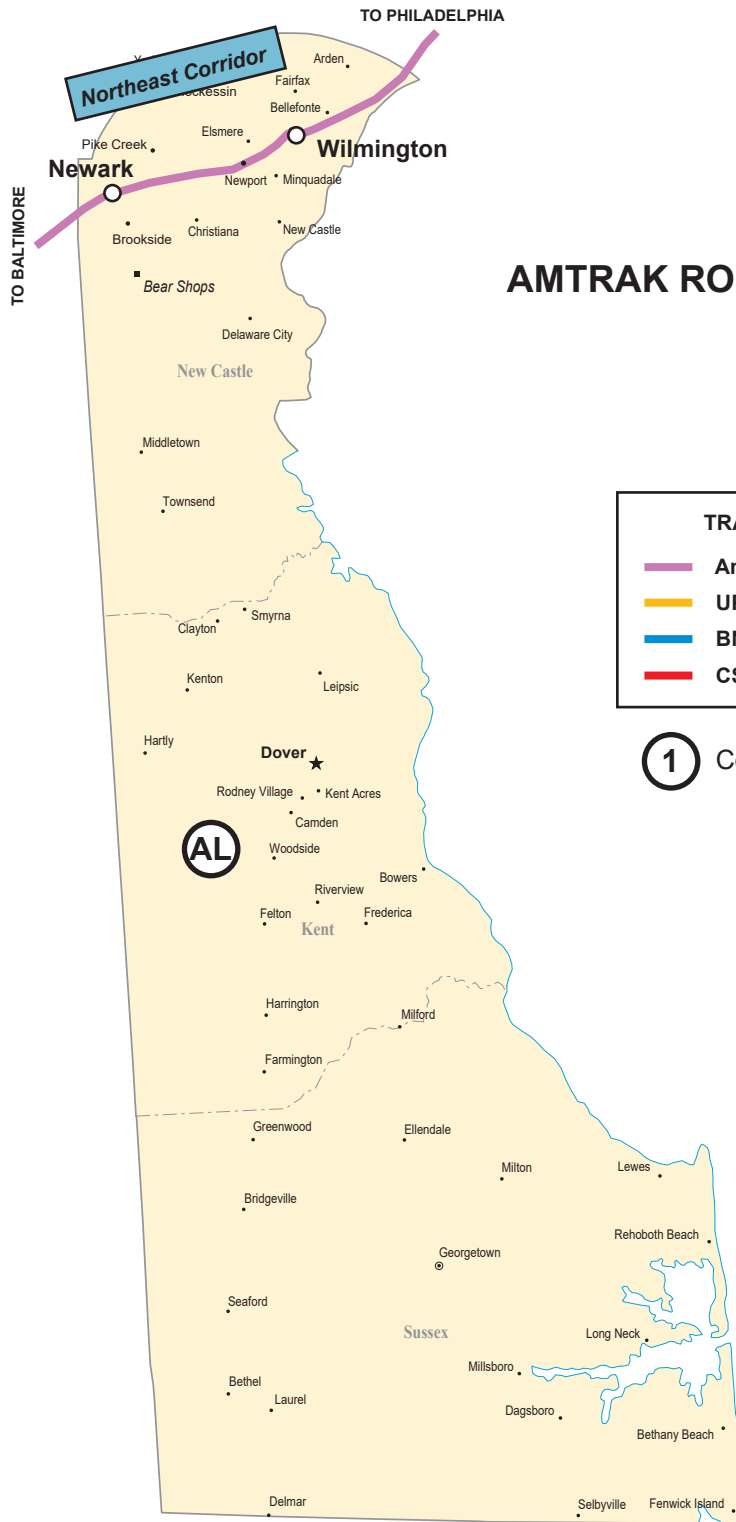 TO PHILADELPHIA
Northeast Corridor
Arden
Fairfax
Bellefonte
Elsmere
Wilmington
Pike Creek
Newark
Newport
Minquadale
TO BALTIMORE
Christiana
New Castle
Brookside
Bear Shops
AMTRAK RO
Delaware City
New Castle
Middletown
Townsend
TRA
UP
CS
Smyrna
Clayton
Kenton
Leipsic
Hartly
Dover
1
Rodney Village
Kent Acres
Camden
AL
Woodside
Bowers
Riverview
Felton
Frederica
Kent
Harrington
Milford
Farmington
Greenwood
Ellendale
Milton
Lewes
Bridgeville
Rehoboth Beach
Georgetown
Seaford
Sussex
Long Neck
Millsboro
Bethel
Laurel
Dagsboro
Bethany Beach
Delmar
Selbyville
Fenwick Island